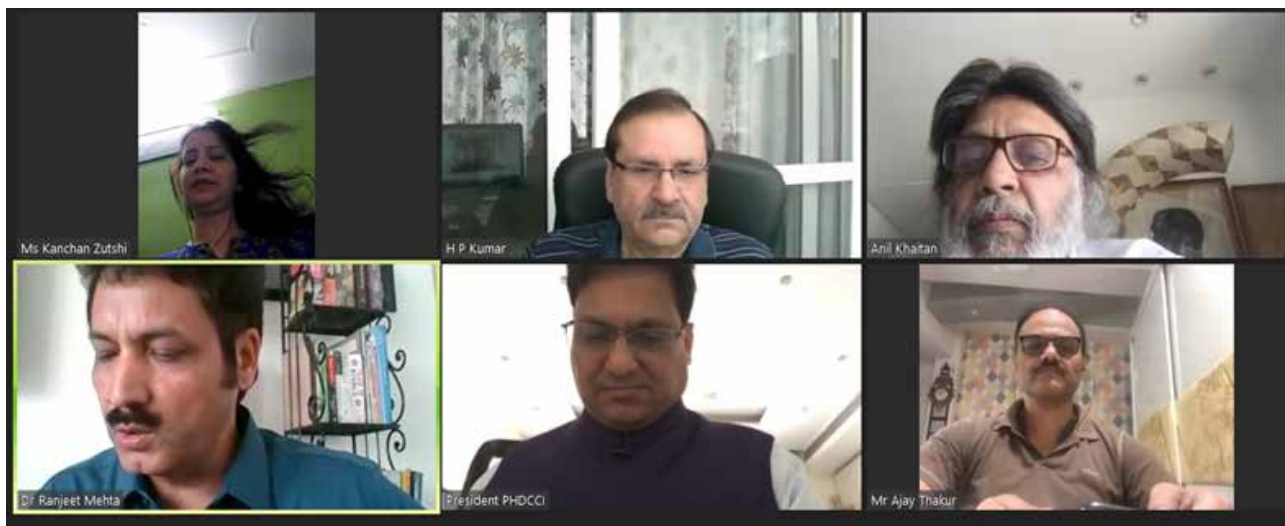 Ms Kanchan Zutshi
H P Kumar
Anil Khaitan
Dr Ranjeet Mehta
President PHDCCI
Mr Ajay Thakur